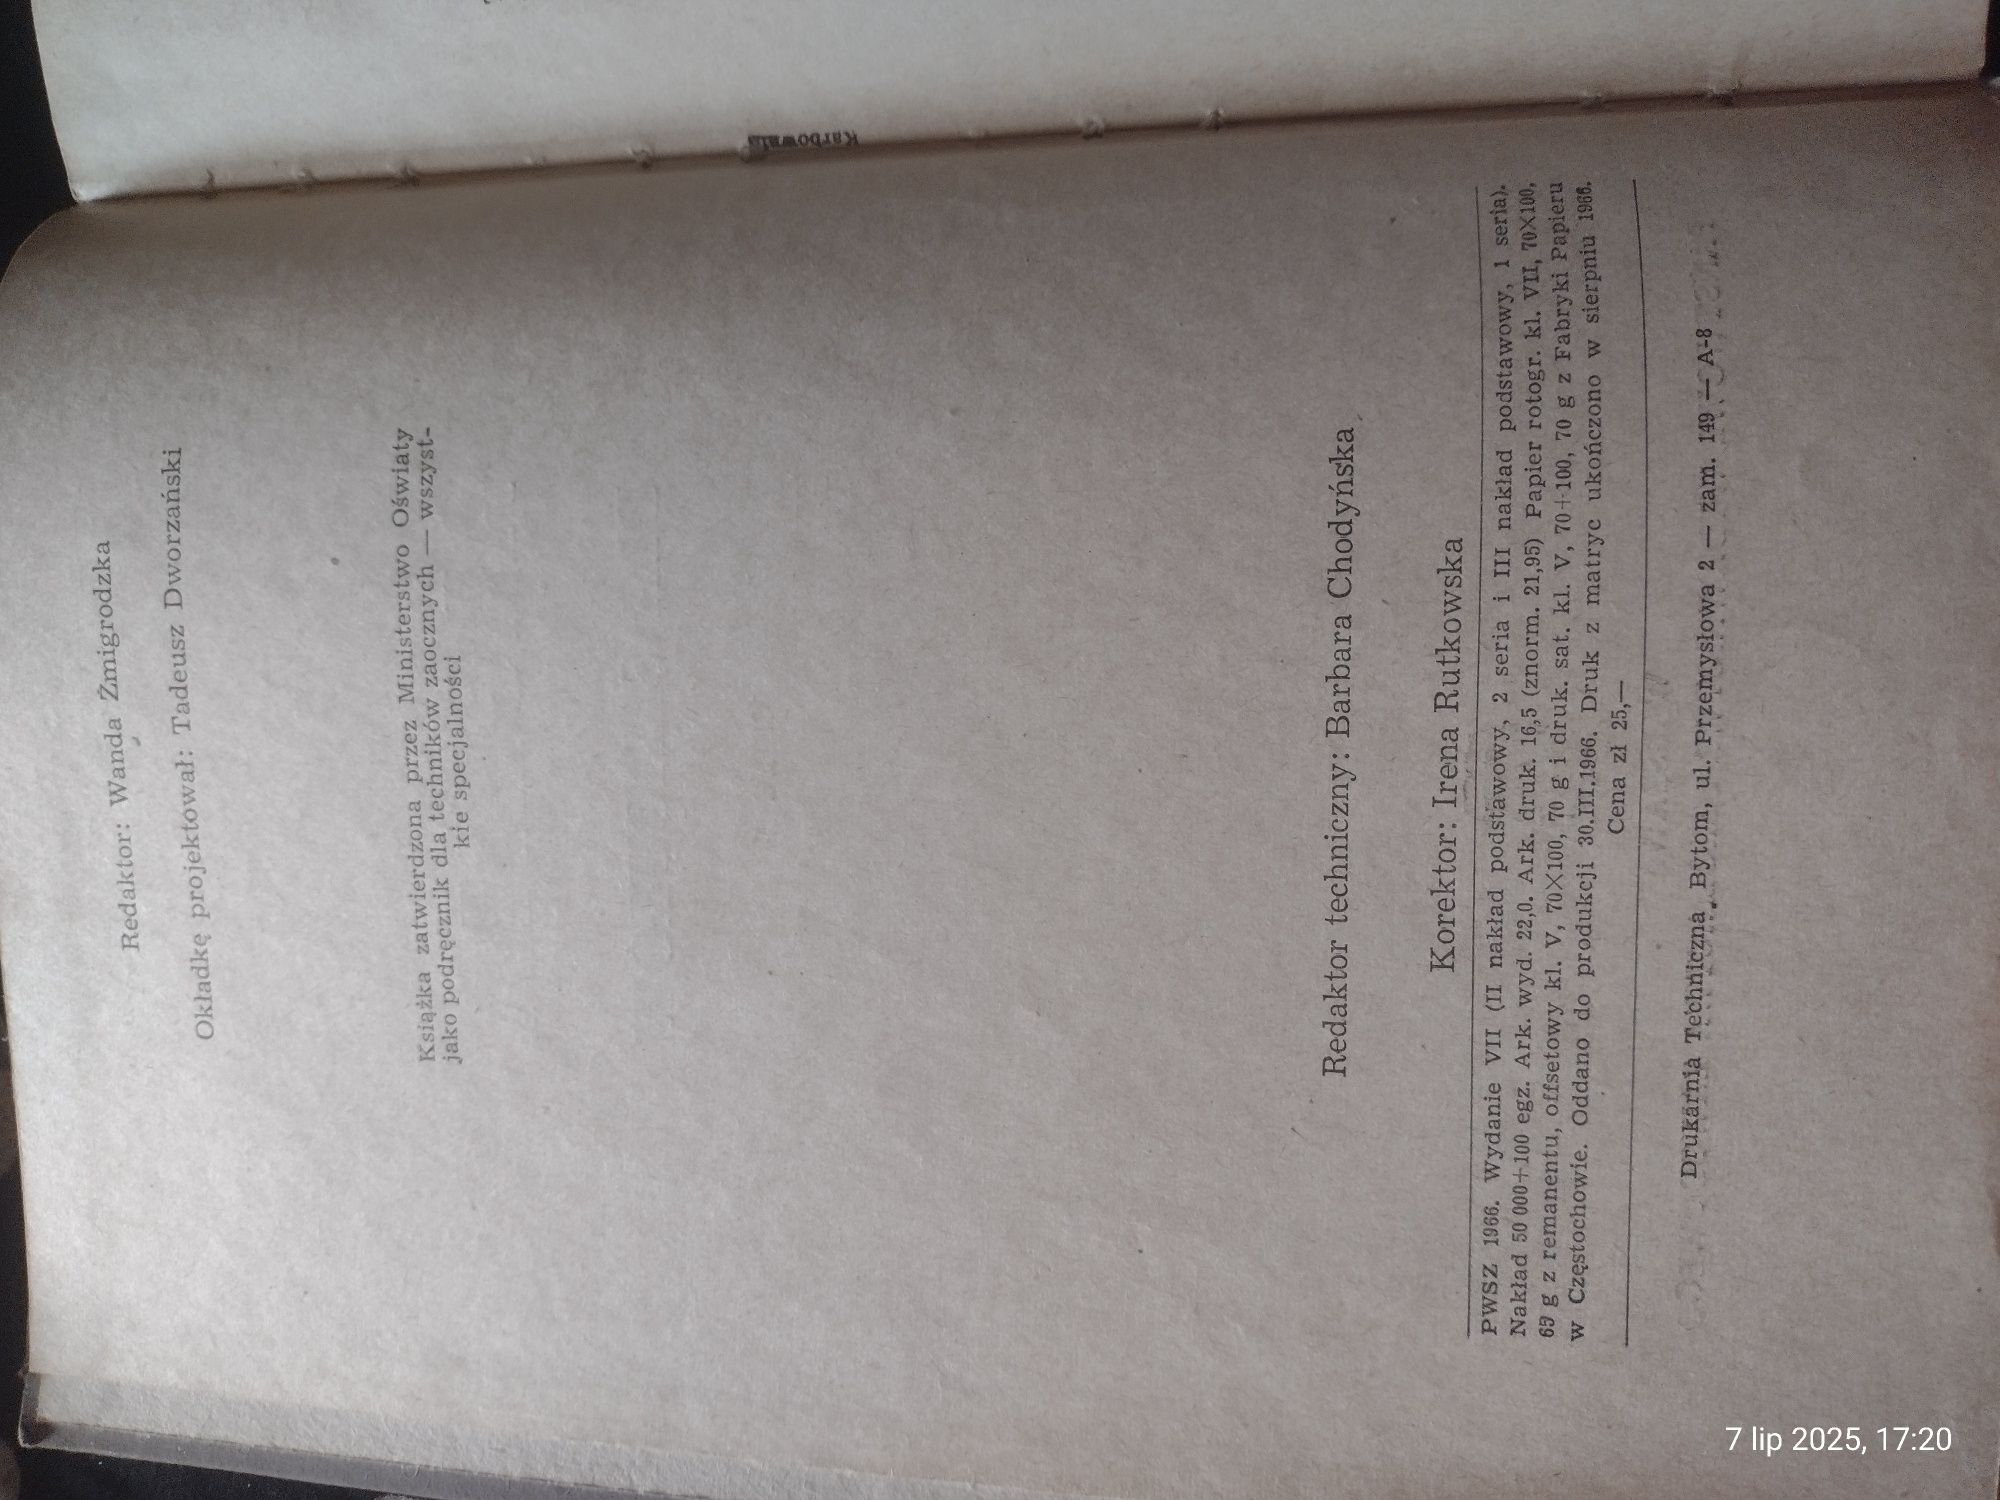 Redaktor: Wanda Żmigrodzka
Okładkę projektował: Tadeusz Dworzański
Książka zatwierdzona przez Ministerstwo Oświaty
jako podręcznik dla techników zaocznych — wszyst-
kie specjalności
Redaktor techniczny: Barbara Chodyńska
Korektor: Irena Rutkowska
PWSZ 1966. Wydanie VII (II nakład podstawowy, 2 seria i III nakład podstawowy, 1 seria).
Nakład 50 000+100 egz. Ark. wyd. 22,0. Ark. druk. 16,5 (znorm. 21,95) Papier rotogr. kl. VII, 70×100,
69 g z remanentu, offsetowy kl. V, 70×100, 70 g i druk. sat. kl. V, 70+100, 70 g z Fabryki Papieru
w Częstochowie. Oddano do produkcji 30.III.1966. Druk z matryc ukończono w sierpniu 1966.
Cena zł 25,—
Drukarnia Techniczna, Bytom, ul. Przemysłowa 2 — zam. 149 — A-8
7 lip 2025, 17:20